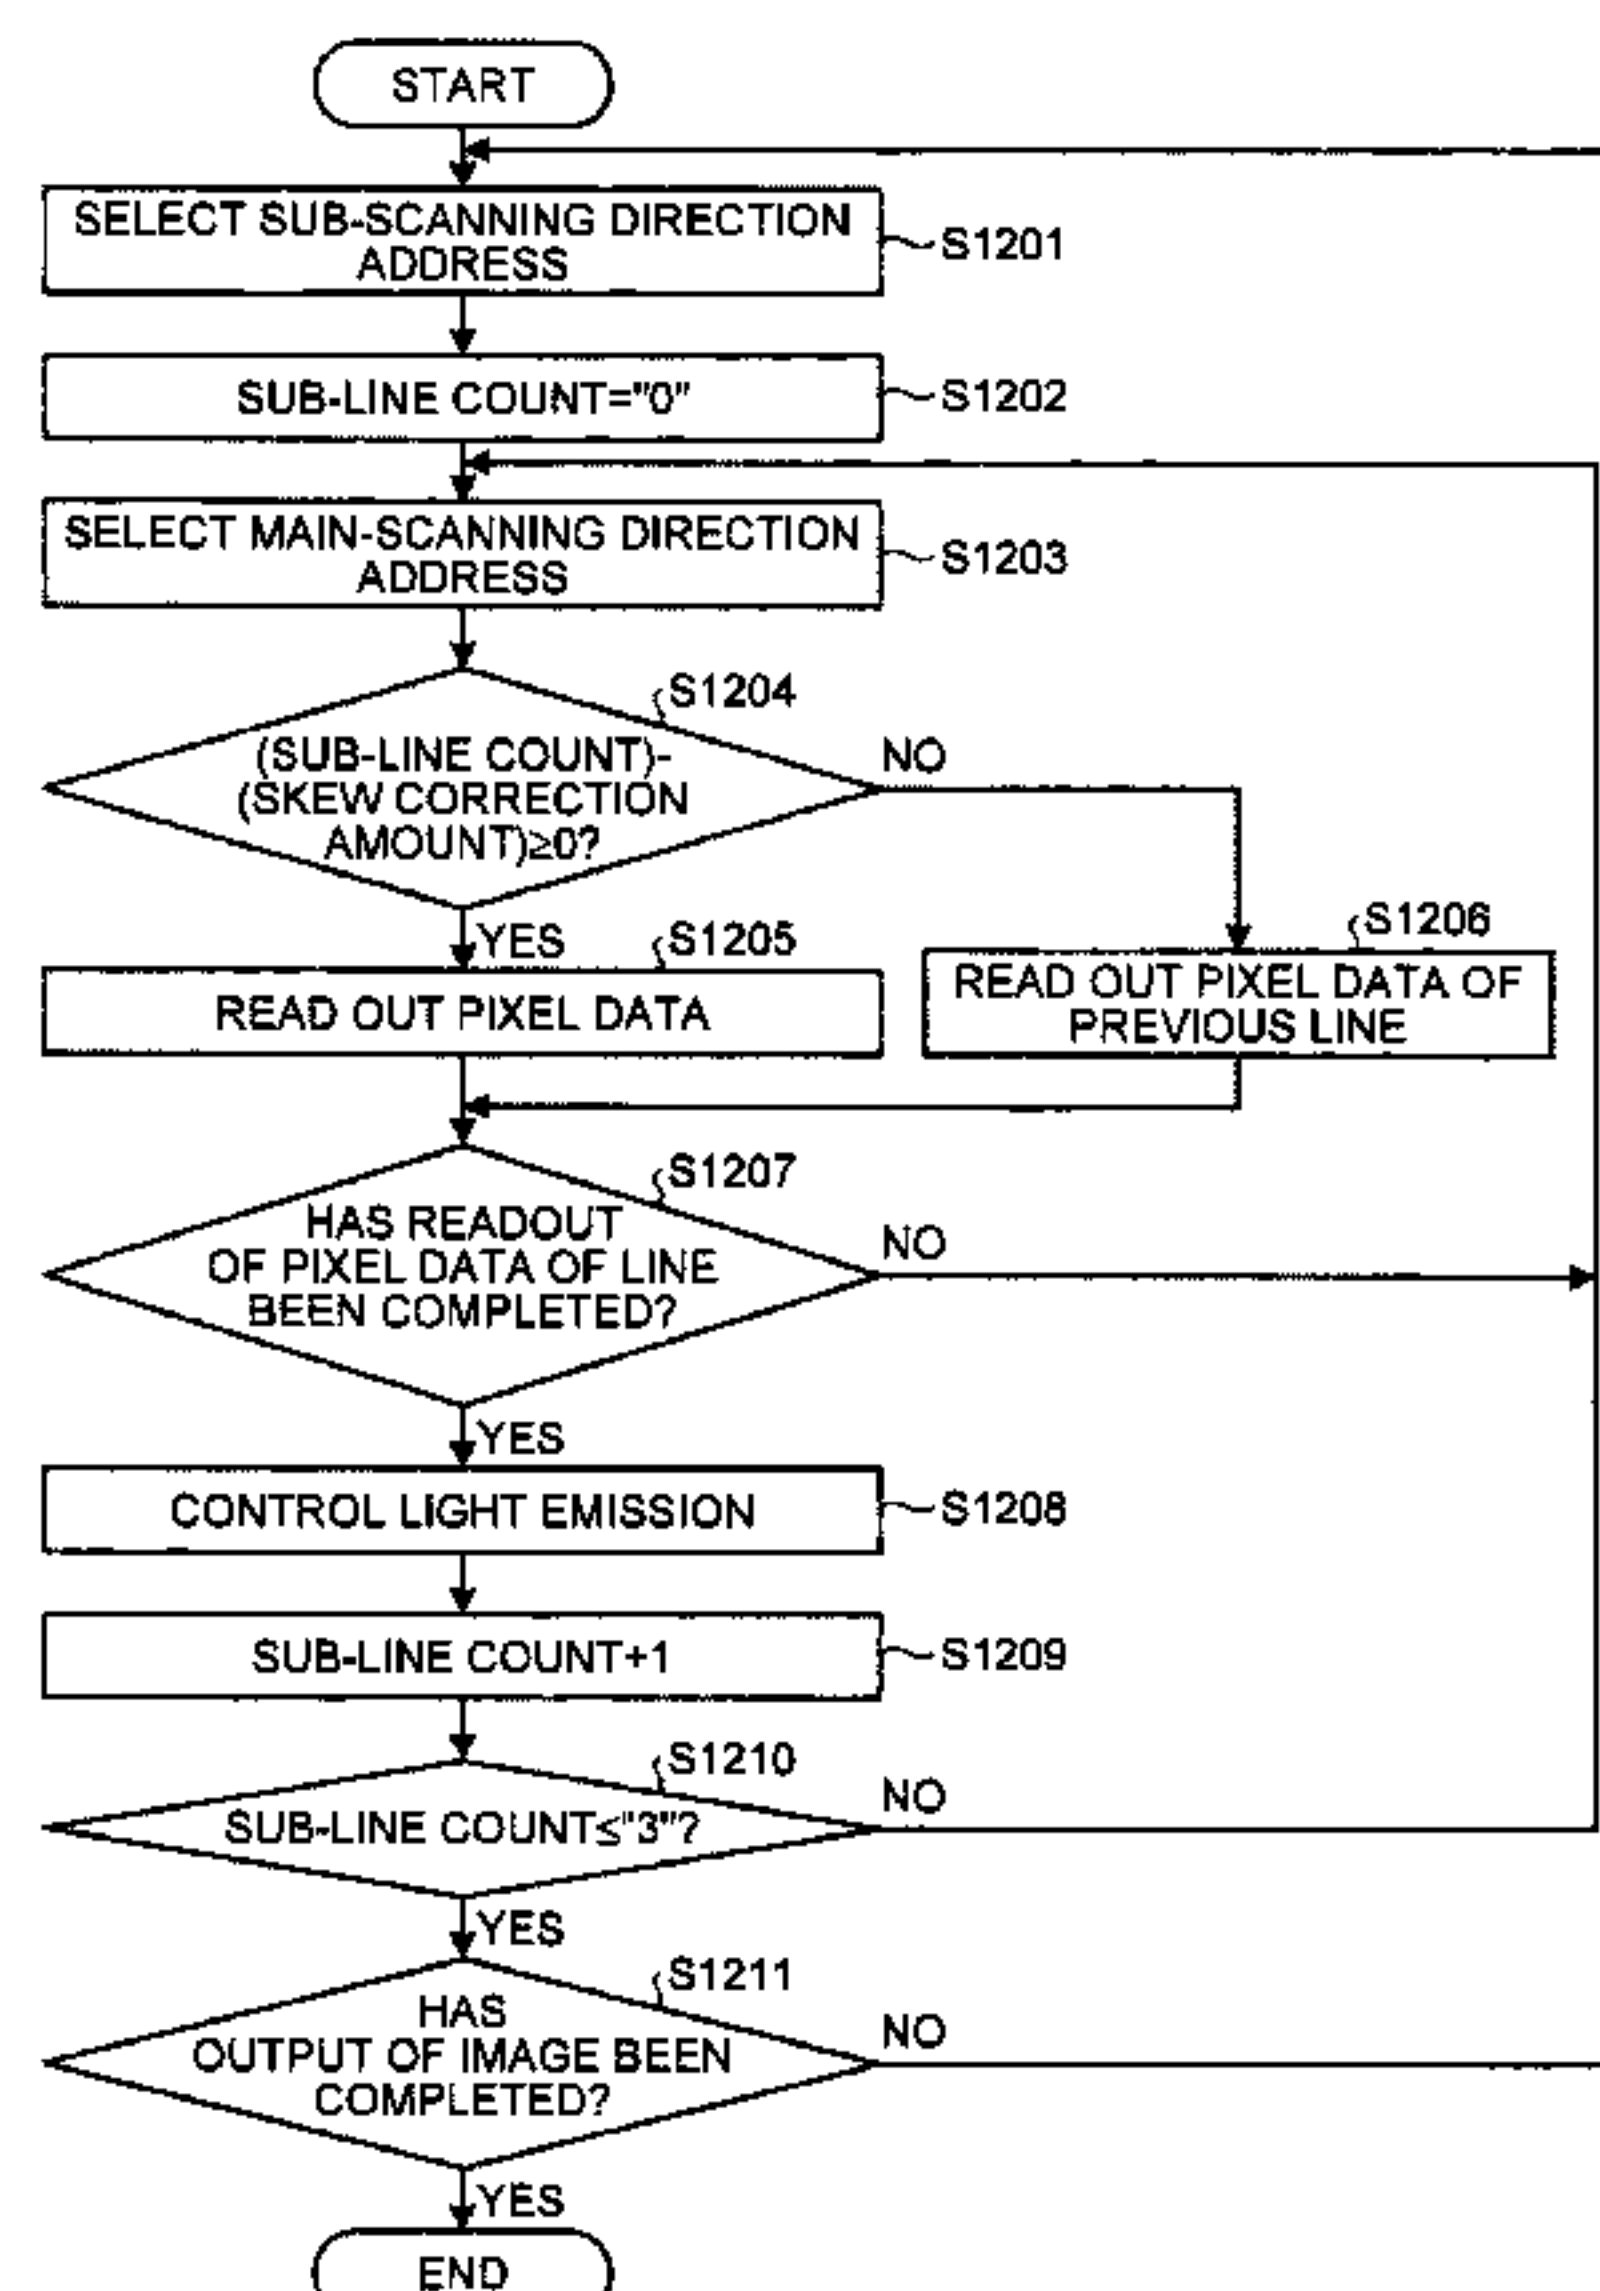 START
SELECT SUB-SCANNING DIRECTION
ADDRESS
S1201
SUB-LINE COUNT="0"
S1202
SELECT MAIN-SCANNING DIRECTION
ADDRESS
S1203
S1204
(SUB-LINE COUNT)-
(SKEW CORRECTION
AMOUNT)≥0?
NO
YES
S1205
READ OUT PIXEL DATA
S1206
READ OUT PIXEL DATA OF
PREVIOUS LINE
S1207
HAS READOUT
OF PIXEL DATA OF LINE
BEEN COMPLETED?
NO
YES
CONTROL LIGHT EMISSION
S1208
SUB-LINE COUNT+1
S1209
S1210
SUB-LINE COUNT≤"3"?
NO
YES
S1211
HAS
OUTPUT OF IMAGE BEEN
COMPLETED?
NO
YES
END